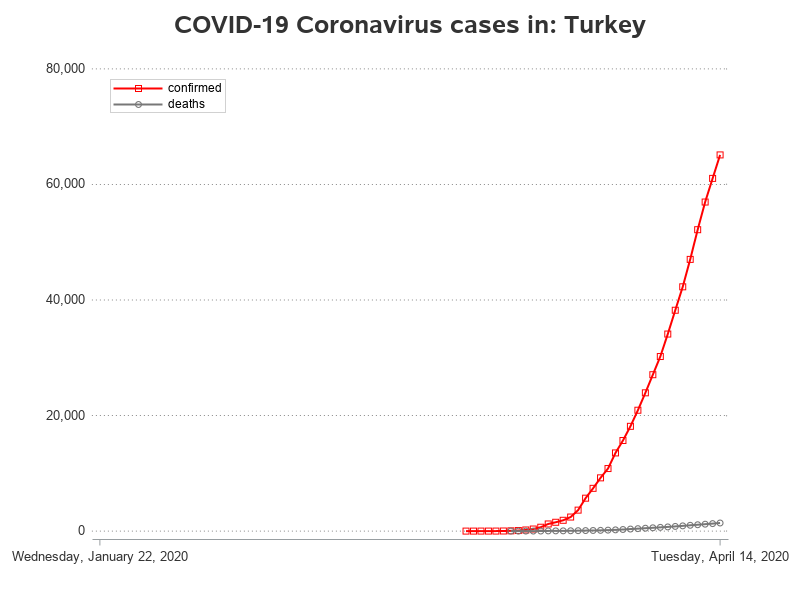 COVID-19 Coronavirus cases in: Turkey
80,000
confirmed
deaths
60,000
40,000
20,000
0
Wednesday, January 22, 2020
Tuesday, April 14, 2020